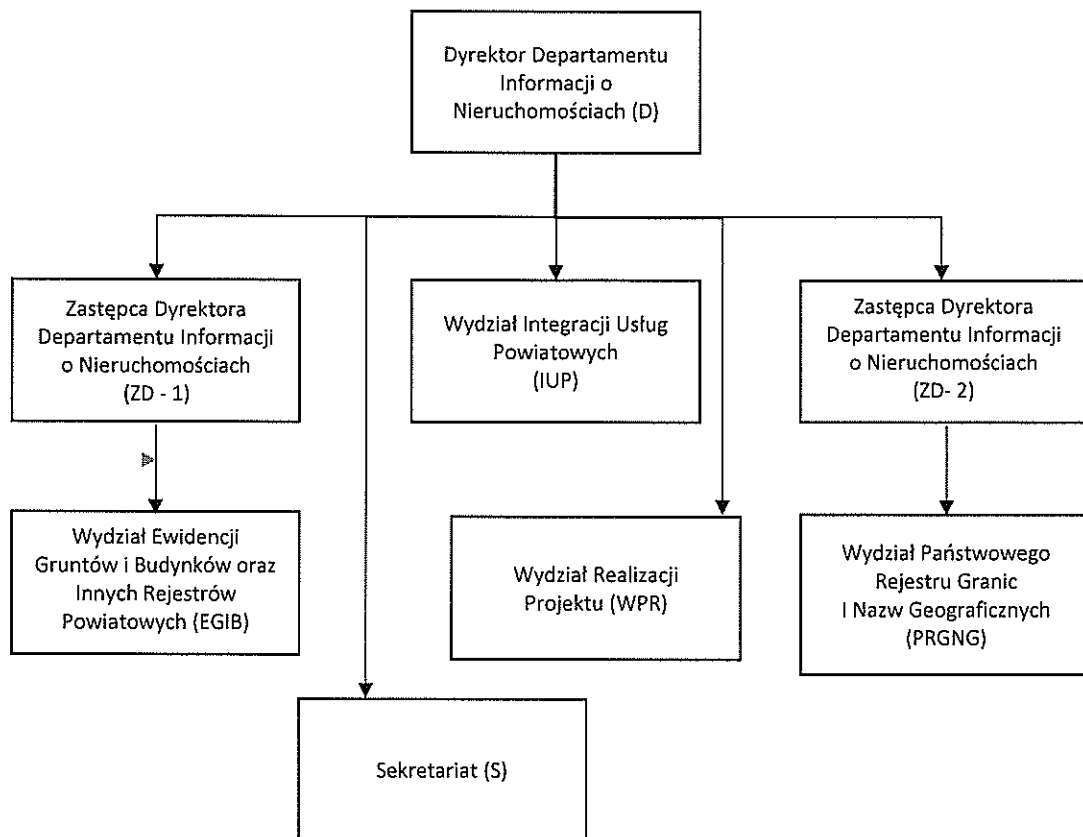 Dyrektor Departamentu
Informacji o
Nieruchomościach (D)
Zastępca Dyrektora
Departamentu Informacji
o Nieruchomościach
(ZD - 1)
Wydział Integracji Usług
Powiatowych
(IUP)
Zastępca Dyrektora
Departamentu Informacji
o Nieruchomościach
(ZD- 2)
Wydział Ewidencji
Gruntów i Budynków oraz
Innych Rejestrów
Powiatowych (EGIB)
Wydział Realizacji
Projektu (WPR)
Wydział Państwowego
Rejestru Granic
I Nazw Geograficznych
(PRGNG)
Sekretariat (S)